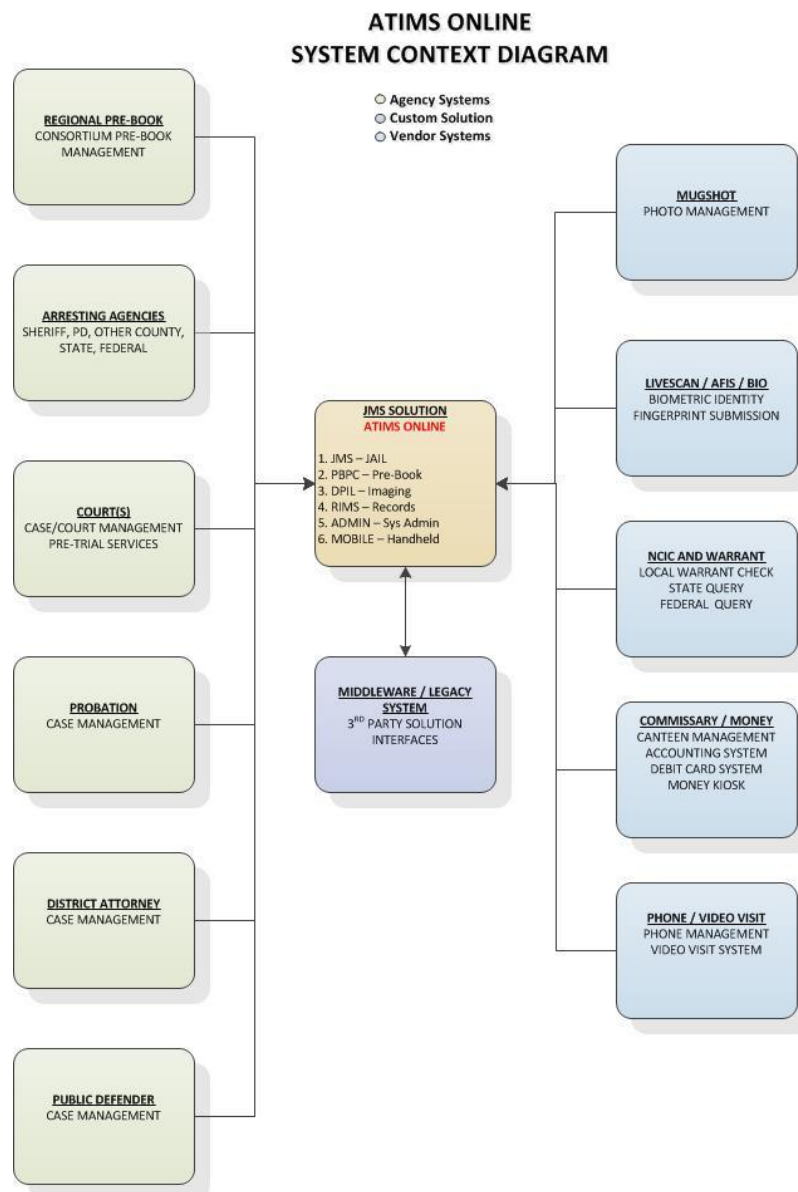 ATIMS ONLINE
SYSTEM CONTEXT DIAGRAM
Agency Systems
Custom Solution
Vendor Systems
REGIONAL PRE-BOOK
CONSORTIUM PRE-BOOK
MANAGEMENT
ARRESTING AGENCIES
SHERIFF, PD, OTHER COUNTY,
STATE, FEDERAL
COURT(S)
CASE/COURT MANAGEMENT
PRE-TRIAL SERVICES
PROBATION
CASE MANAGEMENT
DISTRICT ATTORNEY
CASE MANAGEMENT
PUBLIC DEFENDER
CASE MANAGEMENT
JMS SOLUTION
ATIMS ONLINE
1. JMS – JAIL
2. PBPC – Pre-Book
3. DPIL – Imaging
4. RIMS – Records
5. ADMIN – Sys Admin
6. MOBILE – Handheld
MIDDLEWARE / LEGACY
SYSTEM
3RD PARTY SOLUTION
INTERFACES
MUGSHOT
PHOTO MANAGEMENT
LIVESCAN / AFIS / BIO
BIOMETRIC IDENTITY
FINGERPRINT SUBMISSION
NCIC AND WARRANT
LOCAL WARRANT CHECK
STATE QUERY
FEDERAL QUERY
COMMISSARY / MONEY
CANTEEN MANAGEMENT
ACCOUNTING SYSTEM
DEBIT CARD SYSTEM
MONEY KIOSK
PHONE / VIDEO VISIT
PHONE MANAGEMENT
VIDEO VISIT SYSTEM